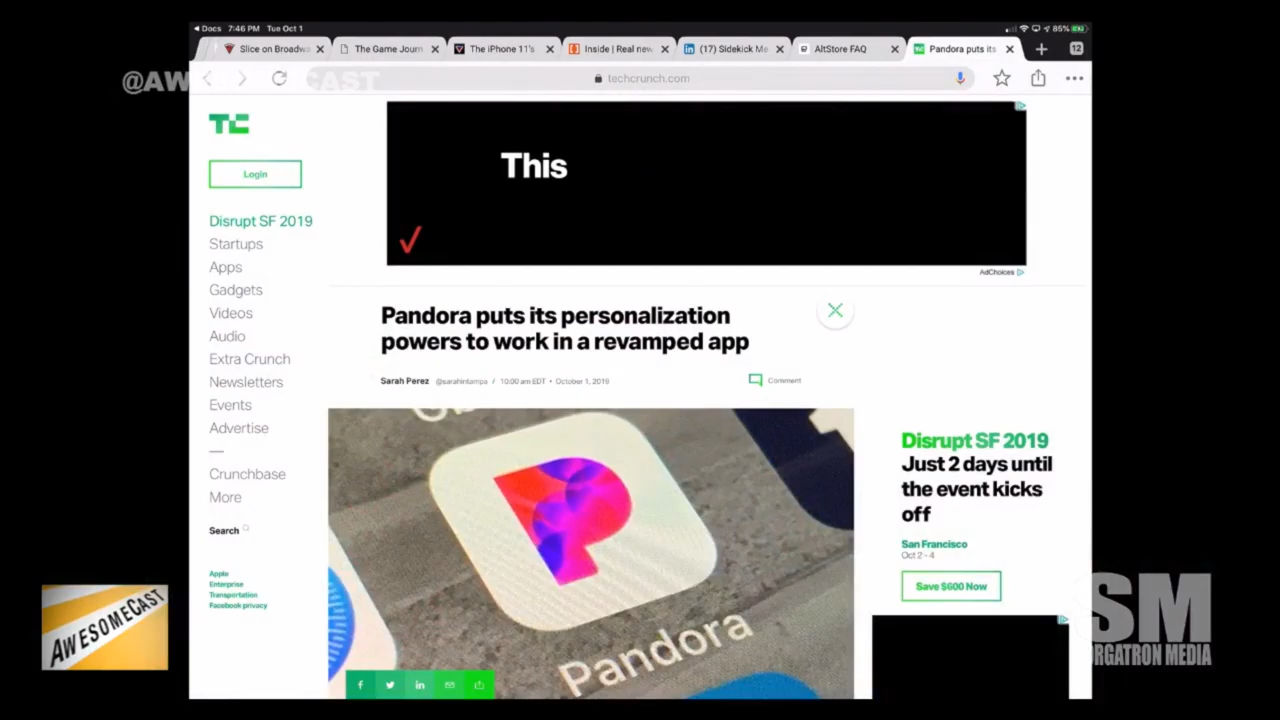 Docs 7:46 PM Tue Oct 1
85%
Slice on Broadw
The Game Journ
The iPhone 11's
Inside | Real new
(17) Sidekick Me
AltStore FAQ
Pandora puts its
12
techcrunch.com
TC
Login
Disrupt SF 2019
Startups
Apps
Gadgets
Videos
Audio
Extra Crunch
Newsletters
Events
Advertise
Crunchbase
More
Search
Apple
Enterprise
Transportation
Facebook privacy
This
AdChoices
Pandora puts its personalization
powers to work in a revamped app
Sarah Perez @sarahintampa / 10:00 am EDT • October 1, 2019
Comment
Pandora
Disrupt SF 2019
Just 2 days until
the event kicks
off
San Francisco
Oct 2 - 4
Save $600 Now
AWESOMECAST
SM
ORGATRON MEDIA